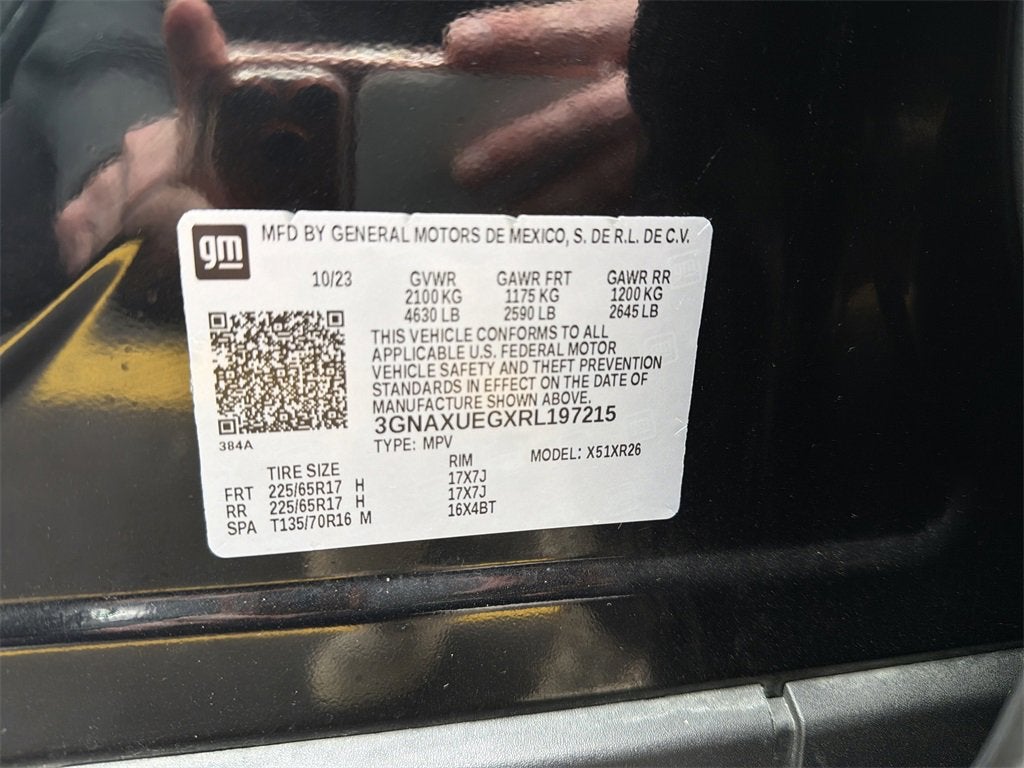 gm MFD BY GENERAL MOTORS DE MEXICO, S. DE R.L. DE C.V.
10/23 GVWR GAWR FRT GAWR RR
2100 KG 1175 KG 1200 KG
4630 LB 2590 LB 2645 LB
THIS VEHICLE CONFORMS TO ALL
APPLICABLE U.S. FEDERAL MOTOR
VEHICLE SAFETY AND THEFT PREVENTION
STANDARDS IN EFFECT ON THE DATE OF
MANUFACTURE SHOWN ABOVE.
3GNAXUEGXRL197215
384A
TYPE: MPV MODEL: X51XR26
TIRE SIZE RIM
FRT 225/65R17 H 17X7J
RR 225/65R17 H 17X7J
SPA T135/70R16 M 16X4BT